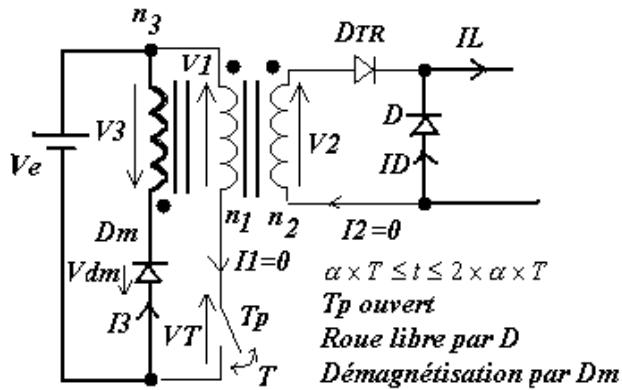 n3
DTR
IL
V1
V3
V2
D
Ve
ID
n1
n2
Dm
I2=0
Vdm
I1=0
α × T ≤ t ≤ 2 × α × T
I3
VT
Tp
Tp ouvert
Roue libre par D
T
Démagnétisation par Dm